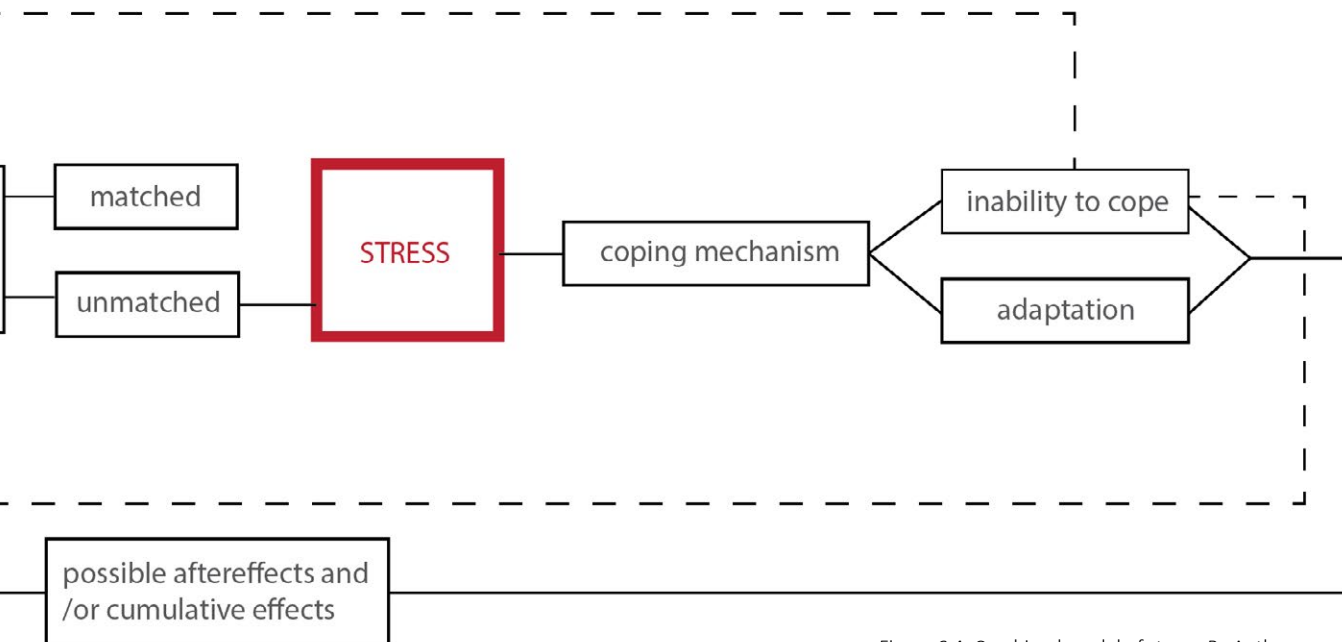 matched
unmatched
STRESS
coping mechanism
inability to cope
adaptation
possible aftereffects and
/or cumulative effects